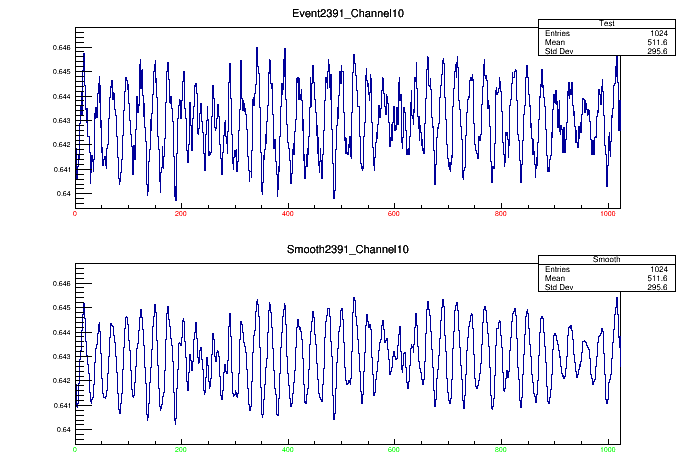 Event2391_Channel10
Test
Entries 1024
Mean 511.6
Std Dev 295.6
0.646
0.645
0.644
0.643
0.642
0.641
0.64
0 200 400 600 800 1000
Smooth2391_Channel10
Smooth
Entries 1024
Mean 511.6
Std Dev 295.6
0.646
0.645
0.644
0.643
0.642
0.641
0.64
0 200 400 600 800 1000